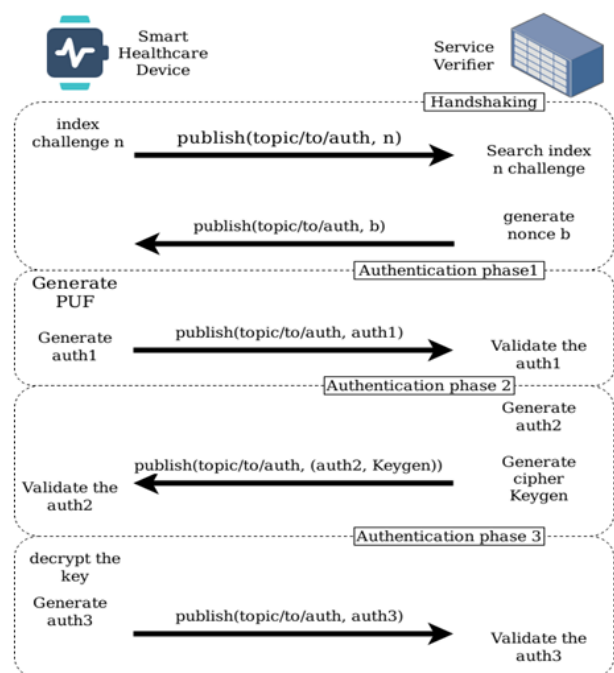 Smart
Healthcare
Device
Service
Verifier
Handshaking
index
challenge n
publish(topic/to/auth, n)
Search index
n challenge
publish(topic/to/auth, b)
generate
nonce b
Authentication phase1
Generate
PUF
Generate
auth1
publish(topic/to/auth, auth1)
Validate the
auth1
Authentication phase 2
Generate
auth2
publish(topic/to/auth, (auth2, Keygen))
Generate
cipher
Keygen
Validate the
auth2
Authentication phase 3
decrypt the
key
Generate
auth3
publish(topic/to/auth, auth3)
Validate the
auth3